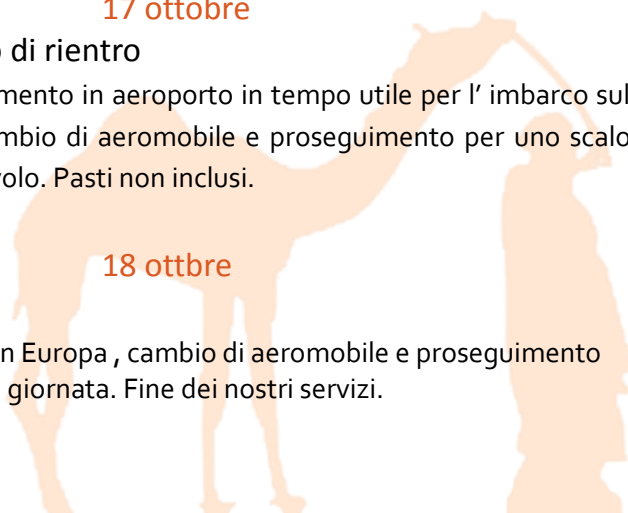 17 ottobre
o di rientro
mento in aeroporto in tempo utile per l' imbarco sul
mbio di aeromobile e proseguimento per uno scalo
volo. Pasti non inclusi.
18 ottbre
n Europa , cambio di aeromobile e proseguimento
giornata. Fine dei nostri servizi.